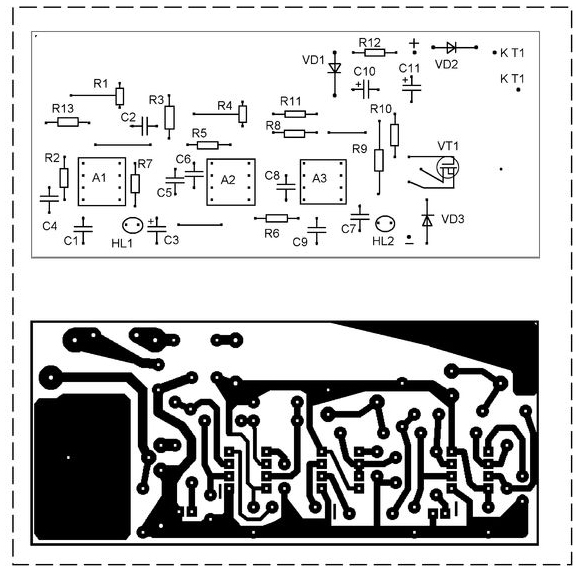 R12 + VD2 K T1
VD1
C10 C11 K T1
+
R1
R3 R4 R11 R10
R13 C2 R8
R5 R9 VT1
R2 R7 C6 C8
A1 A2 A3
C5
C4 C7 VD3
C1 HL1 + C3 R6 C9 HL2 -